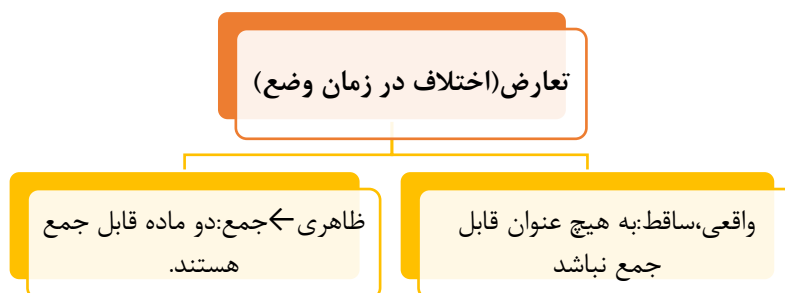 تعارض(اختلاف در زمان وضع)
واقعی،ساقط:به هیچ عنوان قابل
جمع نباشد
ظاهری←جمع:دو ماده قابل جمع
هستند.